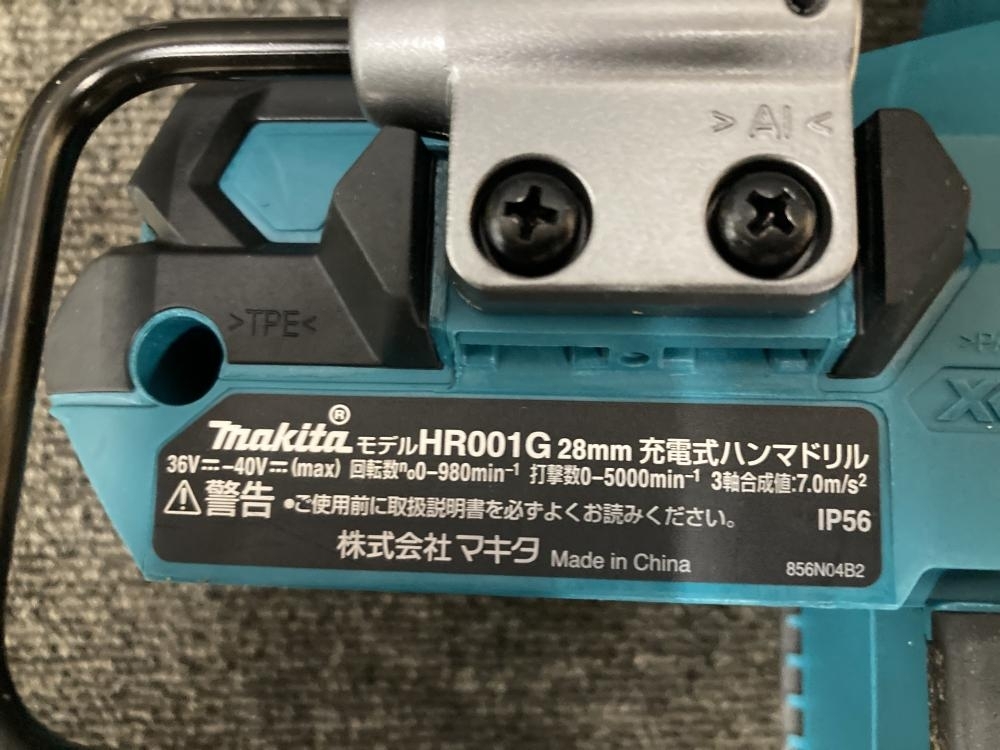 >AI<
>TPE<
makita® モデルHR001G 28mm 充電式ハンマドリル
36V⎓-40V⎓(max) 回転数n₀0-980min⁻¹ 打撃数0-5000min⁻¹ 3軸合成値:7.0m/s²
⚠警告 •ご使用前に取扱説明書を必ずよくお読みください。 IP56
株式会社マキタ Made in China 856N04B2